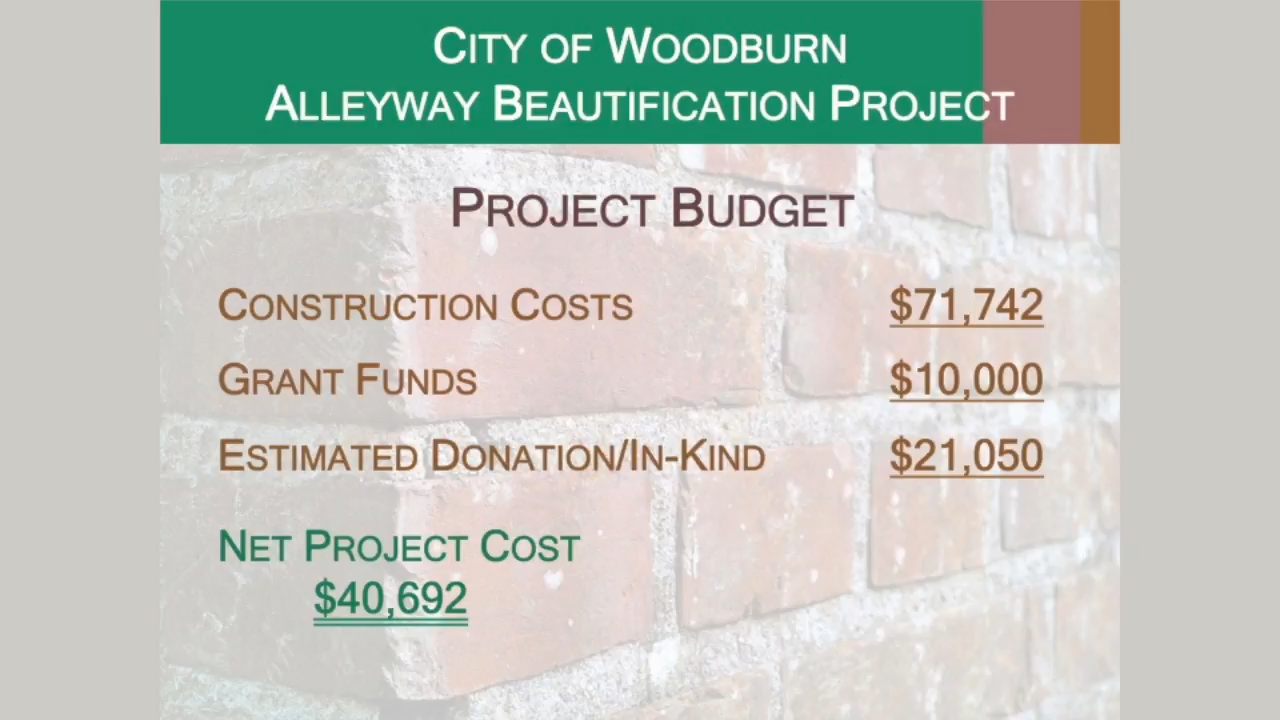 CITY OF WOODBURN
ALLEYWAY BEAUTIFICATION PROJECT
PROJECT BUDGET
CONSTRUCTION COSTS $71,742
GRANT FUNDS $10,000
ESTIMATED DONATION/IN-KIND $21,050
NET PROJECT COST
$40,692